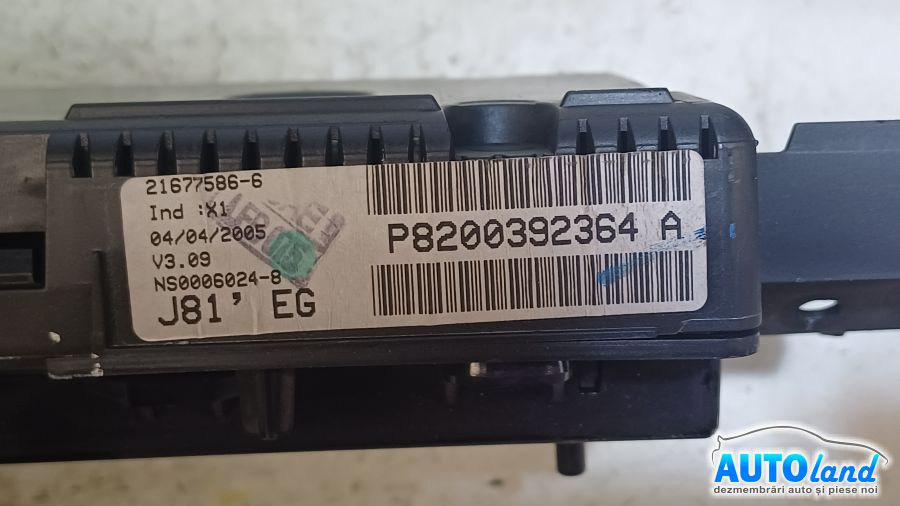 21677586-6
Ind :X1
04/04/2005
V3.09
NS0006024-8
J81' EG
P8200392364 A
AUTOland
dezmembrări auto și piese noi